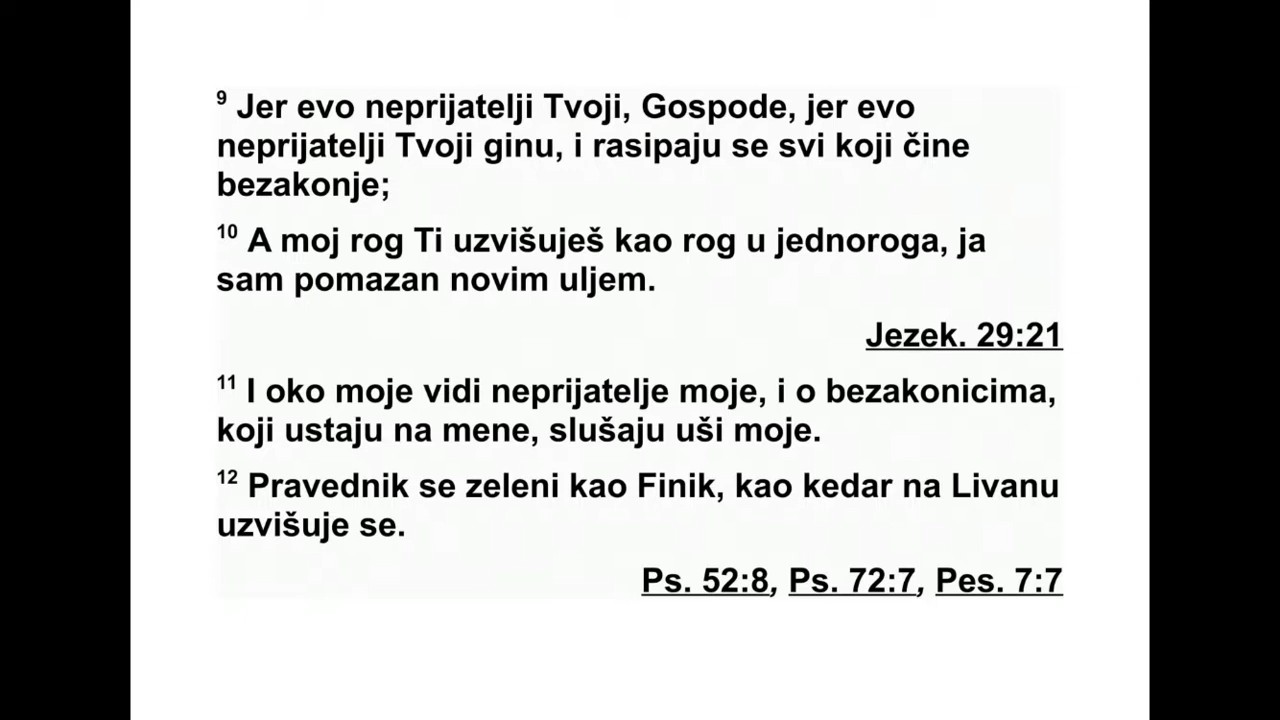 9 Jer evo neprijatelji Tvoji, Gospode, jer evo
neprijatelji Tvoji ginu, i rasipaju se svi koji čine
bezakonje;
10 A moj rog Ti uzvišuješ kao rog u jednoroga, ja
sam pomazan novim uljem.
Jezek. 29:21
11 I oko moje vidi neprijatelje moje, i o bezakonicima,
koji ustaju na mene, slušaju uši moje.
12 Pravednik se zeleni kao Finik, kao kedar na Livanu
uzvišuje se.
Ps. 52:8, Ps. 72:7, Pes. 7:7